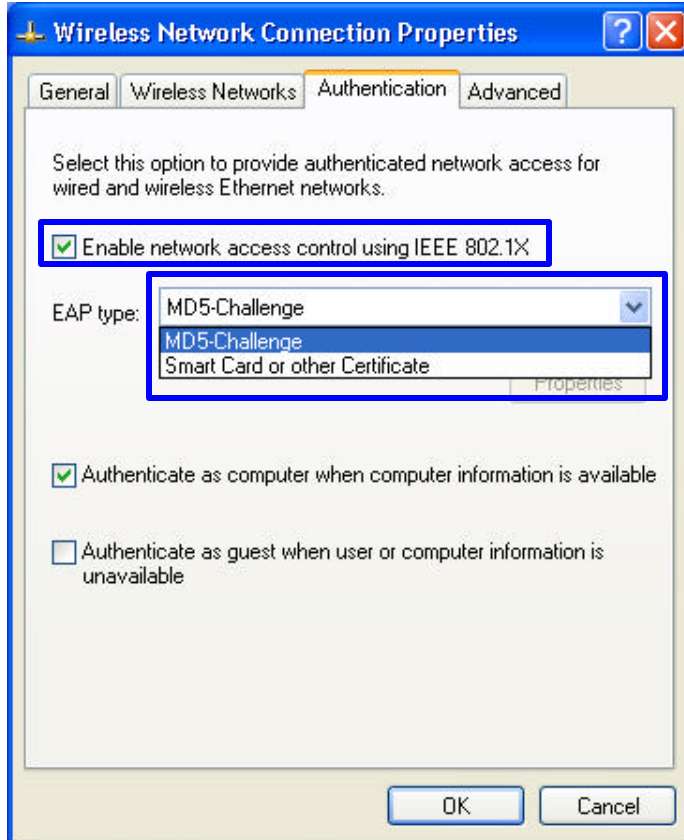 Wireless Network Connection Properties
General Wireless Networks Authentication Advanced
Select this option to provide authenticated network access for
wired and wireless Ethernet networks.
Enable network access control using IEEE 802.1X
EAP type: MD5-Challenge
MD5-Challenge
Smart Card or other Certificate
Properties
Authenticate as computer when computer information is available
Authenticate as guest when user or computer information is
unavailable
OK Cancel